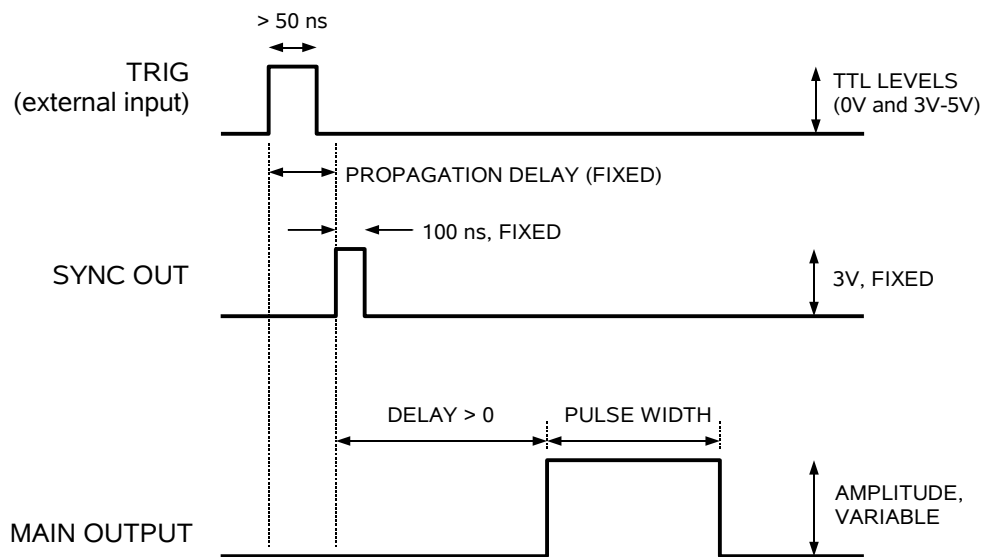 > 50 ns
TRIG
(external input)
TTL LEVELS
(0V and 3V-5V)
PROPAGATION DELAY (FIXED)
100 ns, FIXED
SYNC OUT
3V, FIXED
DELAY > 0
PULSE WIDTH
AMPLITUDE,
VARIABLE
MAIN OUTPUT